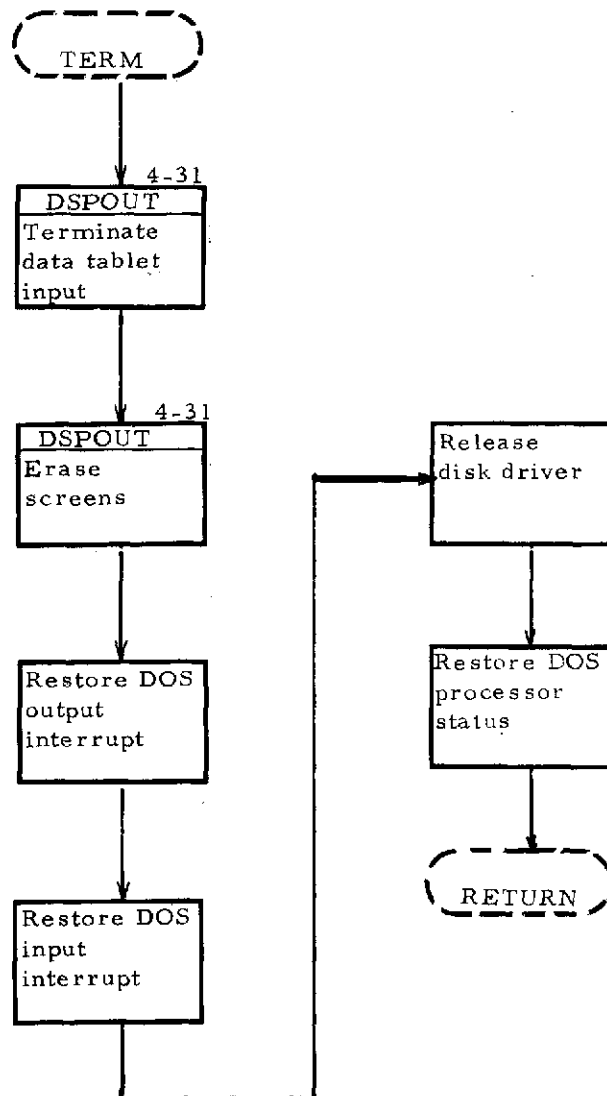 TERM
4-31
DSPOUT
Terminate
data tablet
input
4-31
DSPOUT
Erase
screens
Restore DOS
output
interrupt
Restore DOS
input
interrupt
Release
disk driver
Restore DOS
processor
status
RETURN